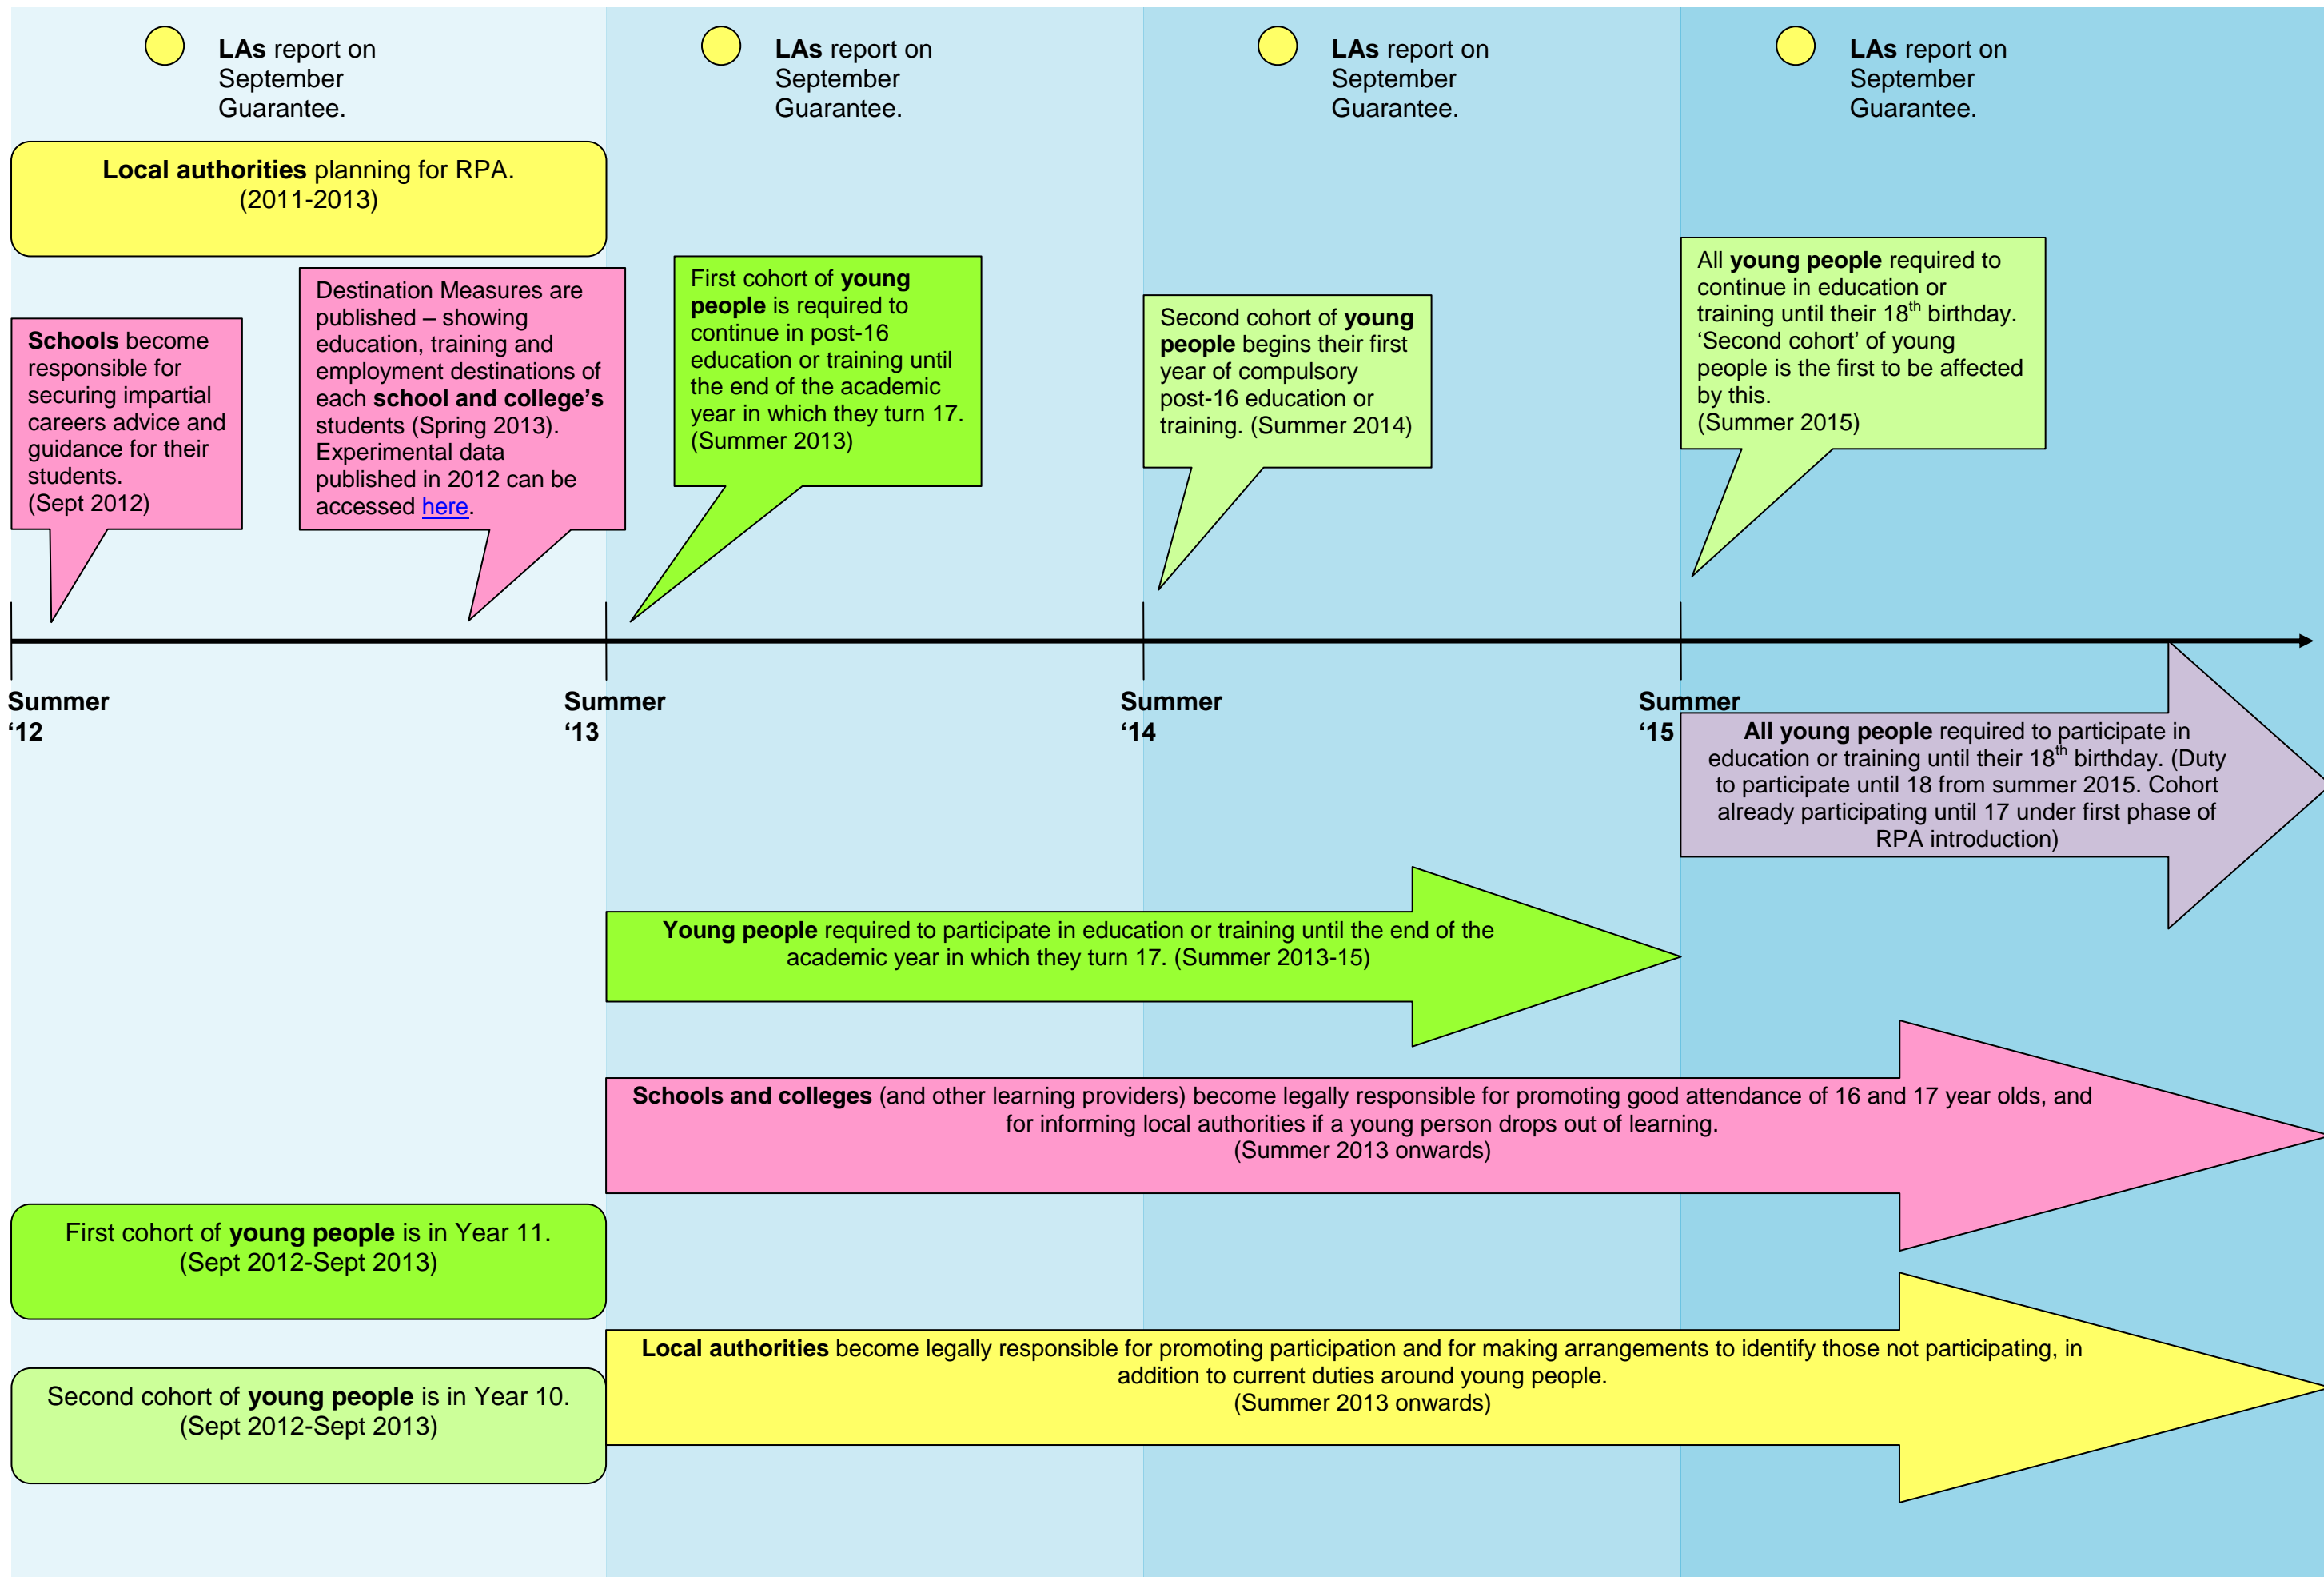 LAs report on
September
Guarantee.
LAs report on
September
Guarantee.
LAs report on
September
Guarantee.
LAs report on
September
Guarantee.
Local authorities planning for RPA.
(2011-2013)
Schools become
responsible for
securing impartial
careers advice and
guidance for their
students.
(Sept 2012)
Destination Measures are
published – showing
education, training and
employment destinations of
each school and college's
students (Spring 2013).
Experimental data
published in 2012 can be
accessed here.
First cohort of young
people is required to
continue in post-16
education or training until
the end of the academic
year in which they turn 17.
(Summer 2013)
Second cohort of young
people begins their first
year of compulsory
post-16 education or
training. (Summer 2014)
All young people required to
continue in education or
training until their 18th birthday.
‘Second cohort’ of young
people is the first to be affected
by this.
(Summer 2015)
Summer
‘12
Summer
‘13
Summer
‘14
Summer
‘15
All young people required to participate in
education or training until their 18th birthday. (Duty
to participate until 18 from summer 2015. Cohort
already participating until 17 under first phase of
RPA introduction)
Young people required to participate in education or training until the end of the
academic year in which they turn 17. (Summer 2013-15)
Schools and colleges (and other learning providers) become legally responsible for promoting good attendance of 16 and 17 year olds, and
for informing local authorities if a young person drops out of learning.
(Summer 2013 onwards)
First cohort of young people is in Year 11.
(Sept 2012-Sept 2013)
Local authorities become legally responsible for promoting participation and for making arrangements to identify those not participating, in
addition to current duties around young people.
(Summer 2013 onwards)
Second cohort of young people is in Year 10.
(Sept 2012-Sept 2013)